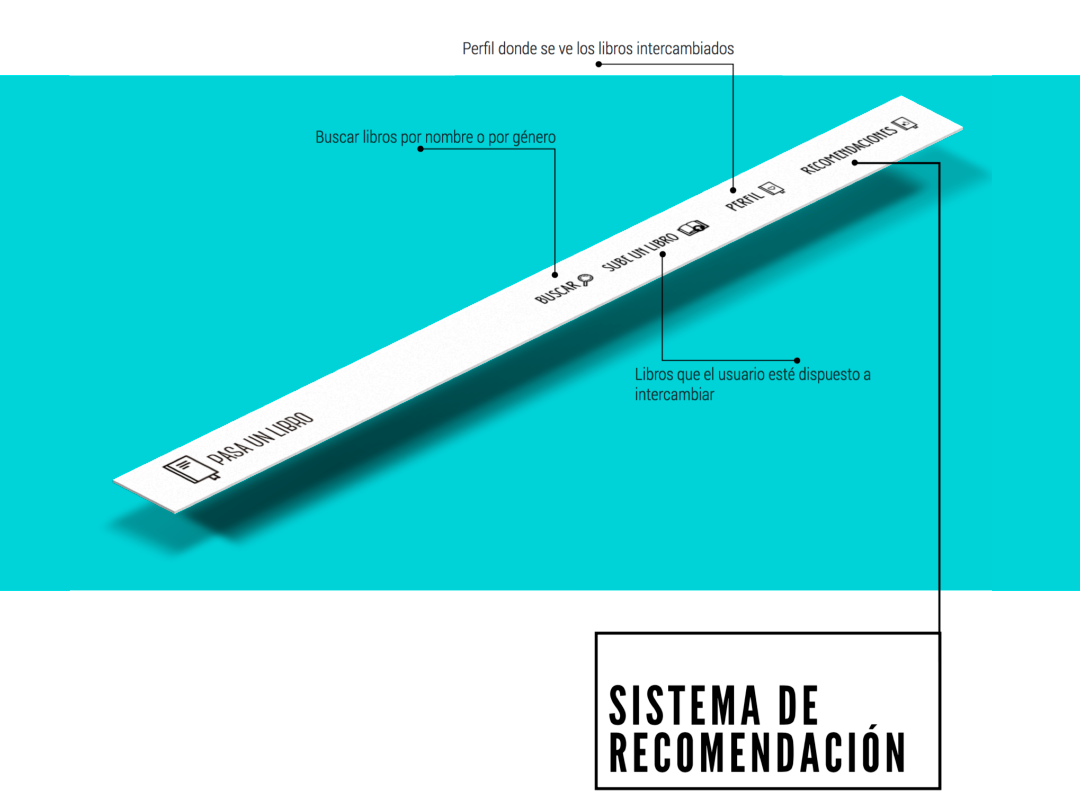 Perfil donde se ve los libros intercambiados
Buscar libros por nombre o por género
RECOMENDACIONES
PERFIL
SUBE UN LIBRO
BUSCAR
Libros que el usuario esté dispuesto a
intercambiar
PASA UN LIBRO
SISTEMA DE
RECOMENDACIÓN